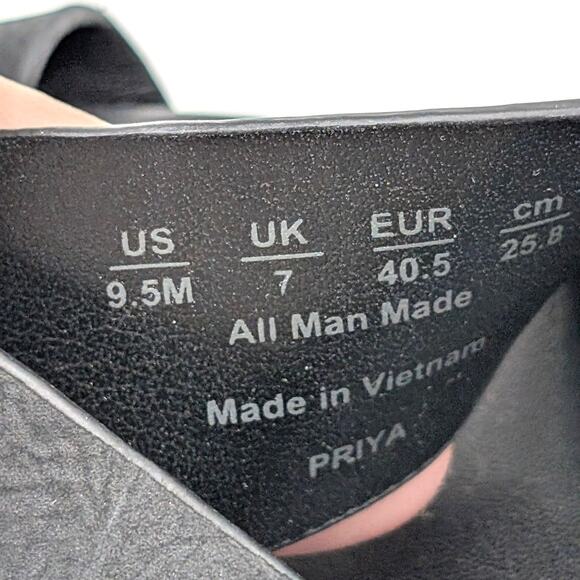 US UK EUR cm
9.5M 7 40.5 25.8
All Man Made
Made in Vietnam
PRIYA